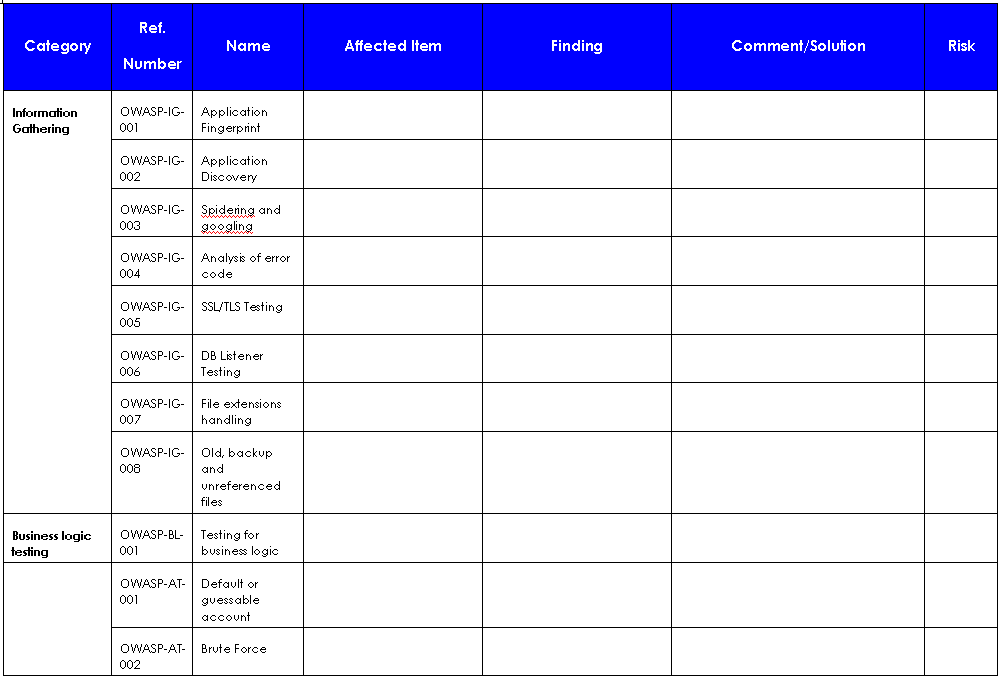 Category
Ref.
Number
Name
Affected Item
Finding
Comment/Solution
Risk
Information
Gathering
OWASP-IG-
001
Application
Fingerprint
OWASP-IG-
002
Application
Discovery
OWASP-IG-
003
Spidering and
googling
OWASP-IG-
004
Analysis of error
code
OWASP-IG-
005
SSL/TLS Testing
OWASP-IG-
006
DB Listener
Testing
OWASP-IG-
007
File extensions
handling
OWASP-IG-
008
Old, backup
and
unreferenced
files
Business logic
testing
OWASP-BL-
001
Testing for
business logic
OWASP-AT-
001
Default or
guessable
account
OWASP-AT-
002
Brute Force